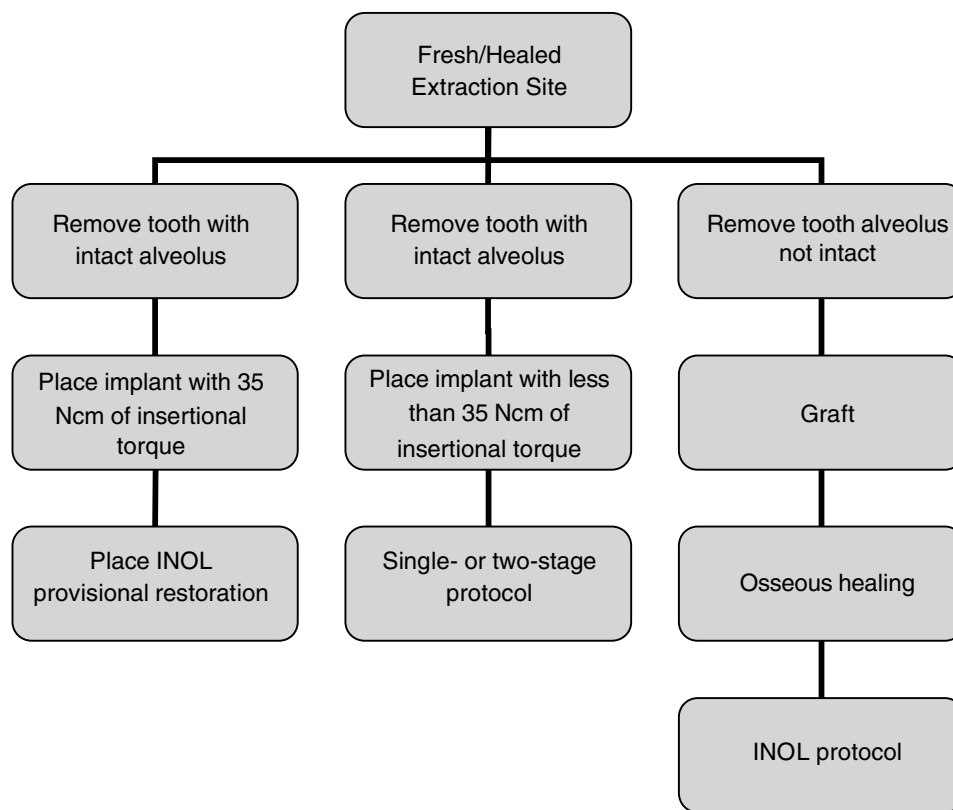 Fresh/Healed
Extraction Site
Remove tooth with
intact alveolus
Remove tooth with
intact alveolus
Remove tooth alveolus
not intact
Place implant with 35
Ncm of insertional
torque
Place implant with less
than 35 Ncm of
insertional torque
Graft
Place INOL
provisional restoration
Single- or two-stage
protocol
Osseous healing
INOL protocol